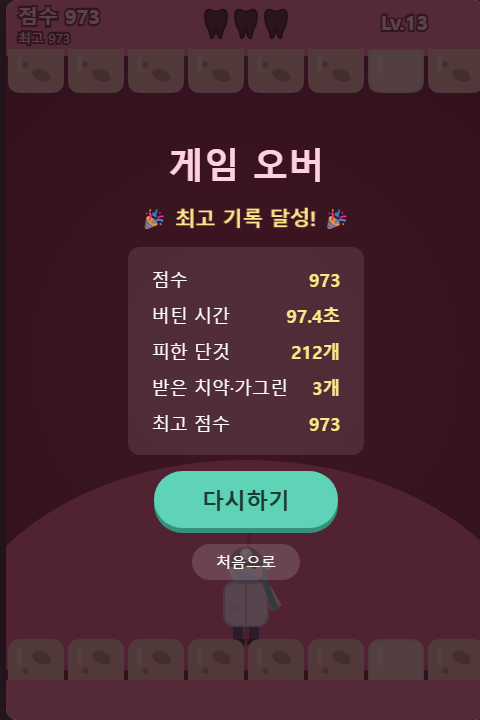 점수 973
최고 973
Lv.13
게임 오버
🎉 최고 기록 달성! 🎉
점수 973
버틴 시간 97.4초
피한 단것 212개
받은 치약·가그린 3개
최고 점수 973
다시하기
처음으로